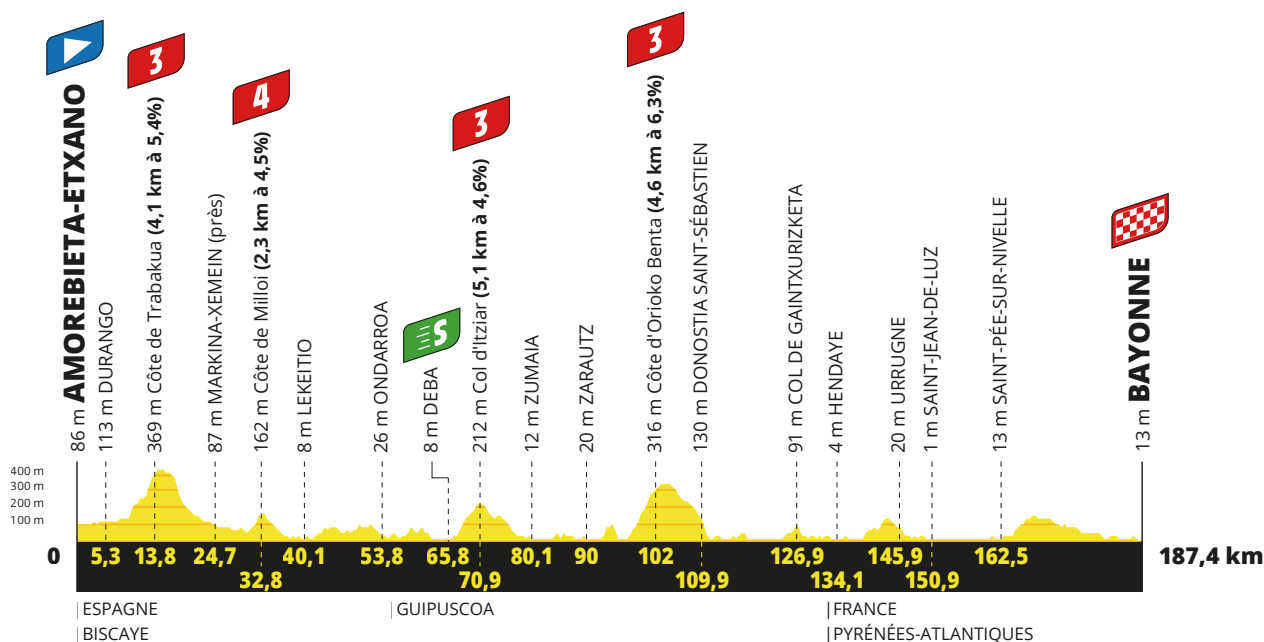 3
4
3
3
S
86 m AMOREBIETA-ETXANO
113 m DURANGO
369 m Côte de Trabakua (4,1 km à 5,4%)
87 m MARKINA-XEMEIN (près)
162 m Côte de Milloi (2,3 km à 4,5%)
8 m LEKEITIO
26 m ONDARROA
8 m DEBA
212 m Col d'Itziar (5,1 km à 4,6%)
12 m ZUMAIA
20 m ZARAUTZ
316 m Côte d'Orioko Benta (4,6 km à 6,3%)
130 m DONOSTIA SAINT-SÉBASTIEN
91 m COL DE GAINTXURIZKETA
4 m HENDAYE
20 m URRUGNE
1 m SAINT-JEAN-DE-LUZ
13 m SAINT-PÉE-SUR-NIVELLE
13 m BAYONNE
400 m
300 m
200 m
100 m
0 5,3 13,8 24,7 40,1 53,8 65,8 80,1 90 102 126,9 145,9 162,5 187,4 km
32,8 70,9 109,9 134,1 150,9
ESPAGNE GUIPUSCOA FRANCE
BISCAYE PYRÉNÉES-ATLANTIQUES